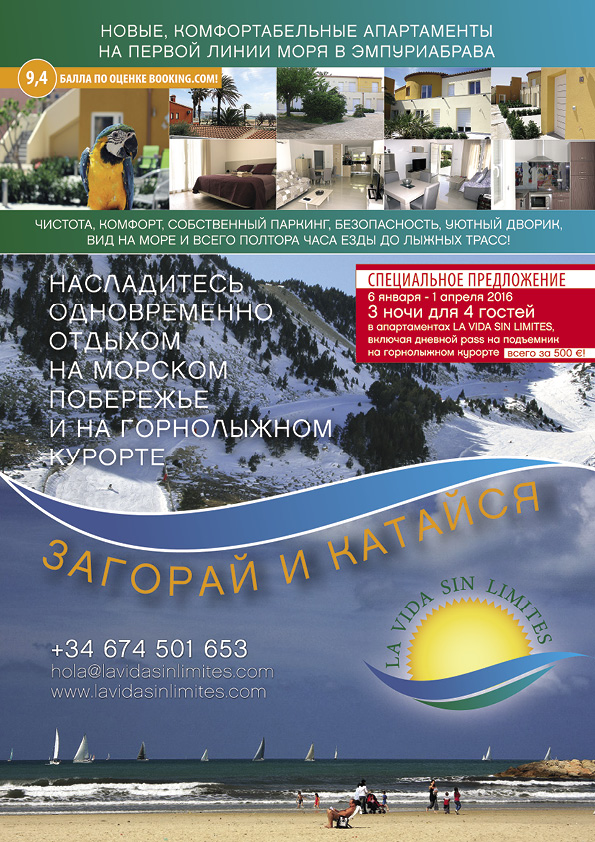 НОВЫЕ, КОМФОРТАБЕЛЬНЫЕ АПАРТАМЕНТЫ
НА ПЕРВОЙ ЛИНИИ МОРЯ В ЭМПУРИАБРАВА
9,4 БАЛЛА ПО ОЦЕНКЕ BOOKING.COM!
ЧИСТОТА, КОМФОРТ, СОБСТВЕННЫЙ ПАРКИНГ, БЕЗОПАСНОСТЬ, УЮТНЫЙ ДВОРИК,
ВИД НА МОРЕ И ВСЕГО ПОЛТОРА ЧАСА ЕЗДЫ ДО ЛЫЖНЫХ ТРАСС!
НАСЛАДИТЕСЬ
ОДНОВРЕМЕННО
ОТДЫХОМ
НА МОРСКОМ
ПОБЕРЕЖЬЕ
И НА ГОРНОЛЫЖНОМ
КУРОРТЕ
СПЕЦИАЛЬНОЕ ПРЕДЛОЖЕНИЕ
6 января - 1 апреля 2016
3 ночи для 4 гостей
в апартаментах LA VIDA SIN LIMITES,
включая дневной pass на подъемник
на горнолыжном курорте всего за 500 €!
ЗАГОРАЙ И КАТАЙСЯ
LA VIDA SIN LIMITES
+34 674 501 653
hola@lavidasinlimites.com
www.lavidasinlimites.com